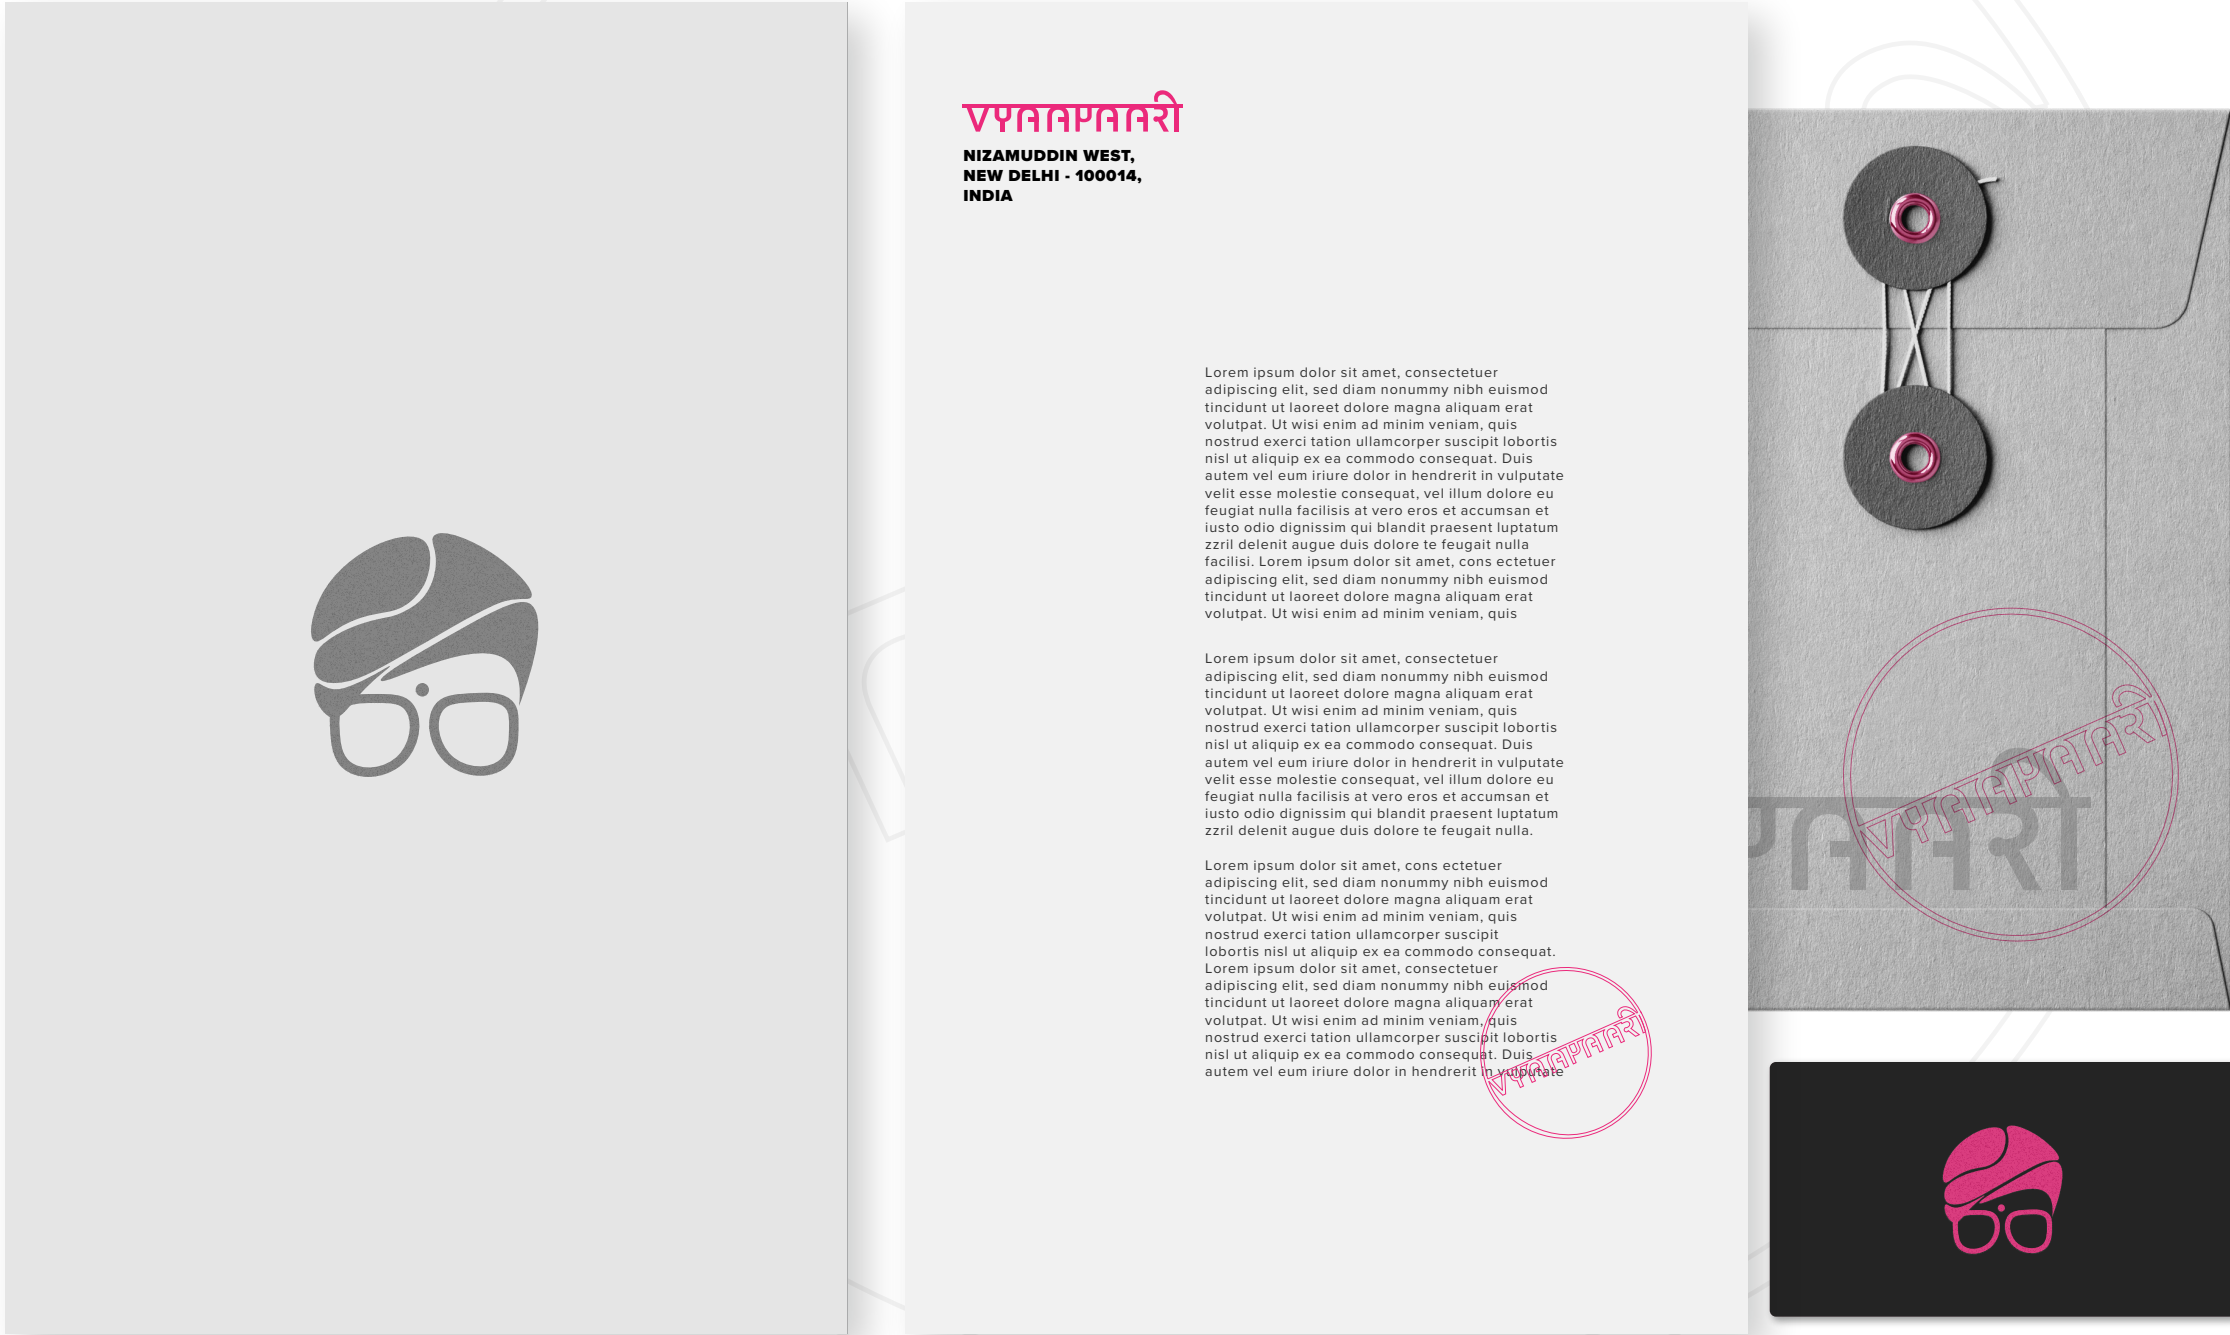 VYAAPAARI
NIZAMUDDIN WEST,
NEW DELHI - 100014,
INDIA
Lorem ipsum dolor sit amet, consectetuer
adipiscing elit, sed diam nonummy nibh euismod
tincidunt ut laoreet dolore magna aliquam erat
volutpat. Ut wisi enim ad minim veniam, quis
nostrud exerci tation ullamcorper suscipit lobortis
nisl ut aliquip ex ea commodo consequat. Duis
autem vel eum iriure dolor in hendrerit in vulputate
velit esse molestie consequat, vel illum dolore eu
feugiat nulla facilisis at vero eros et accumsan et
iusto odio dignissim qui blandit praesent luptatum
zzril delenit augue duis dolore te feugait nulla
facilisi. Lorem ipsum dolor sit amet, cons ectetuer
adipiscing elit, sed diam nonummy nibh euismod
tincidunt ut laoreet dolore magna aliquam erat
volutpat. Ut wisi enim ad minim veniam, quis
Lorem ipsum dolor sit amet, consectetuer
adipiscing elit, sed diam nonummy nibh euismod
tincidunt ut laoreet dolore magna aliquam erat
volutpat. Ut wisi enim ad minim veniam, quis
nostrud exerci tation ullamcorper suscipit lobortis
nisl ut aliquip ex ea commodo consequat. Duis
autem vel eum iriure dolor in hendrerit in vulputate
velit esse molestie consequat, vel illum dolore eu
feugiat nulla facilisis at vero eros et accumsan et
iusto odio dignissim qui blandit praesent luptatum
zzril delenit augue duis dolore te feugait nulla.
Lorem ipsum dolor sit amet, cons ectetuer
adipiscing elit, sed diam nonummy nibh euismod
tincidunt ut laoreet dolore magna aliquam erat
volutpat. Ut wisi enim ad minim veniam, quis
nostrud exerci tation ullamcorper suscipit
lobortis nisl ut aliquip ex ea commodo consequat.
Lorem ipsum dolor sit amet, consectetuer
adipiscing elit, sed diam nonummy nibh euismod
tincidunt ut laoreet dolore magna aliquam erat
volutpat. Ut wisi enim ad minim veniam, quis
nostrud exerci tation ullamcorper suscipit lobortis
nisl ut aliquip ex ea commodo consequat. Duis
autem vel eum iriure dolor in hendrerit in vulputate
VYAAPAARI
VYAAPAARI
PAARI